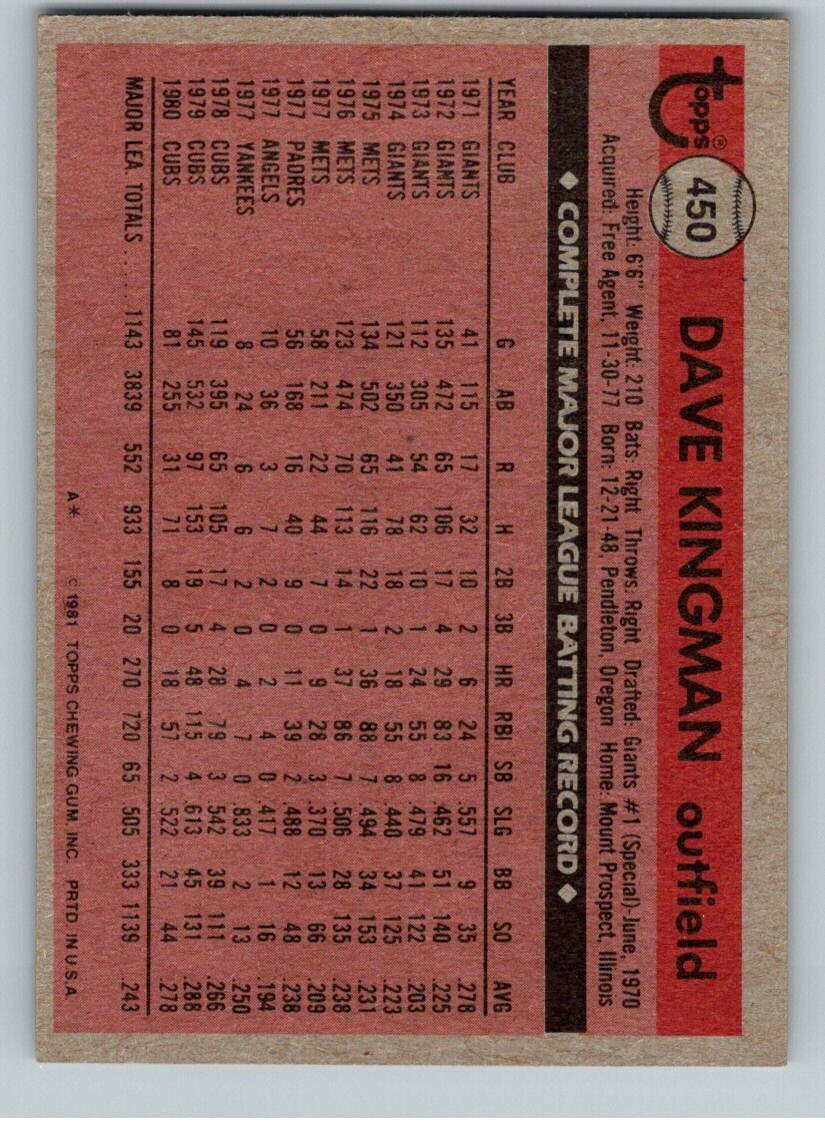 topps® 450 DAVE KINGMAN outfield
Height: 6'6" Weight: 210 Bats: Right Throws: Right Drafted: Giants #1 (Special)-June, 1970
Acquired: Free Agent, 11-30-77 Born: 12-21-48, Pendleton, Oregon Home: Mount Prospect, Illinois
◆ COMPLETE MAJOR LEAGUE BATTING RECORD ◆
YEAR CLUB G AB R H 2B 3B HR RBI SB SLG BB SO AVG
1971 GIANTS 41 115 17 32 10 2 6 24 5 .557 9 35 .278
1972 GIANTS 135 472 65 106 17 4 29 83 16 .462 51 140 .225
1973 GIANTS 112 305 54 62 10 1 24 55 8 .479 41 122 .203
1974 GIANTS 121 350 41 78 18 2 18 55 8 .440 37 125 .223
1975 METS 134 502 65 116 22 1 36 88 7 .494 34 153 .231
1976 METS 123 474 70 113 14 1 37 86 7 .506 28 135 .238
1977 METS 58 211 22 44 7 0 9 28 3 .370 13 66 .209
1977 PADRES 56 168 16 40 9 0 11 39 2 .488 12 48 .238
1977 ANGELS 10 36 3 7 2 0 2 4 0 .417 1 16 .194
1977 YANKEES 8 24 6 6 2 0 4 7 0 .833 2 13 .250
1978 CUBS 119 395 65 105 17 4 28 79 3 .542 39 111 .266
1979 CUBS 145 532 97 153 19 5 48 115 4 .613 45 131 .288
1980 CUBS 81 255 31 71 8 0 18 57 2 .522 21 44 .278
MAJOR LEA. TOTALS ..... 1143 3839 552 933 155 20 270 720 65 .505 333 1139 .243
A* © 1981 TOPPS CHEWING GUM, INC. PRTD. IN U.S.A.